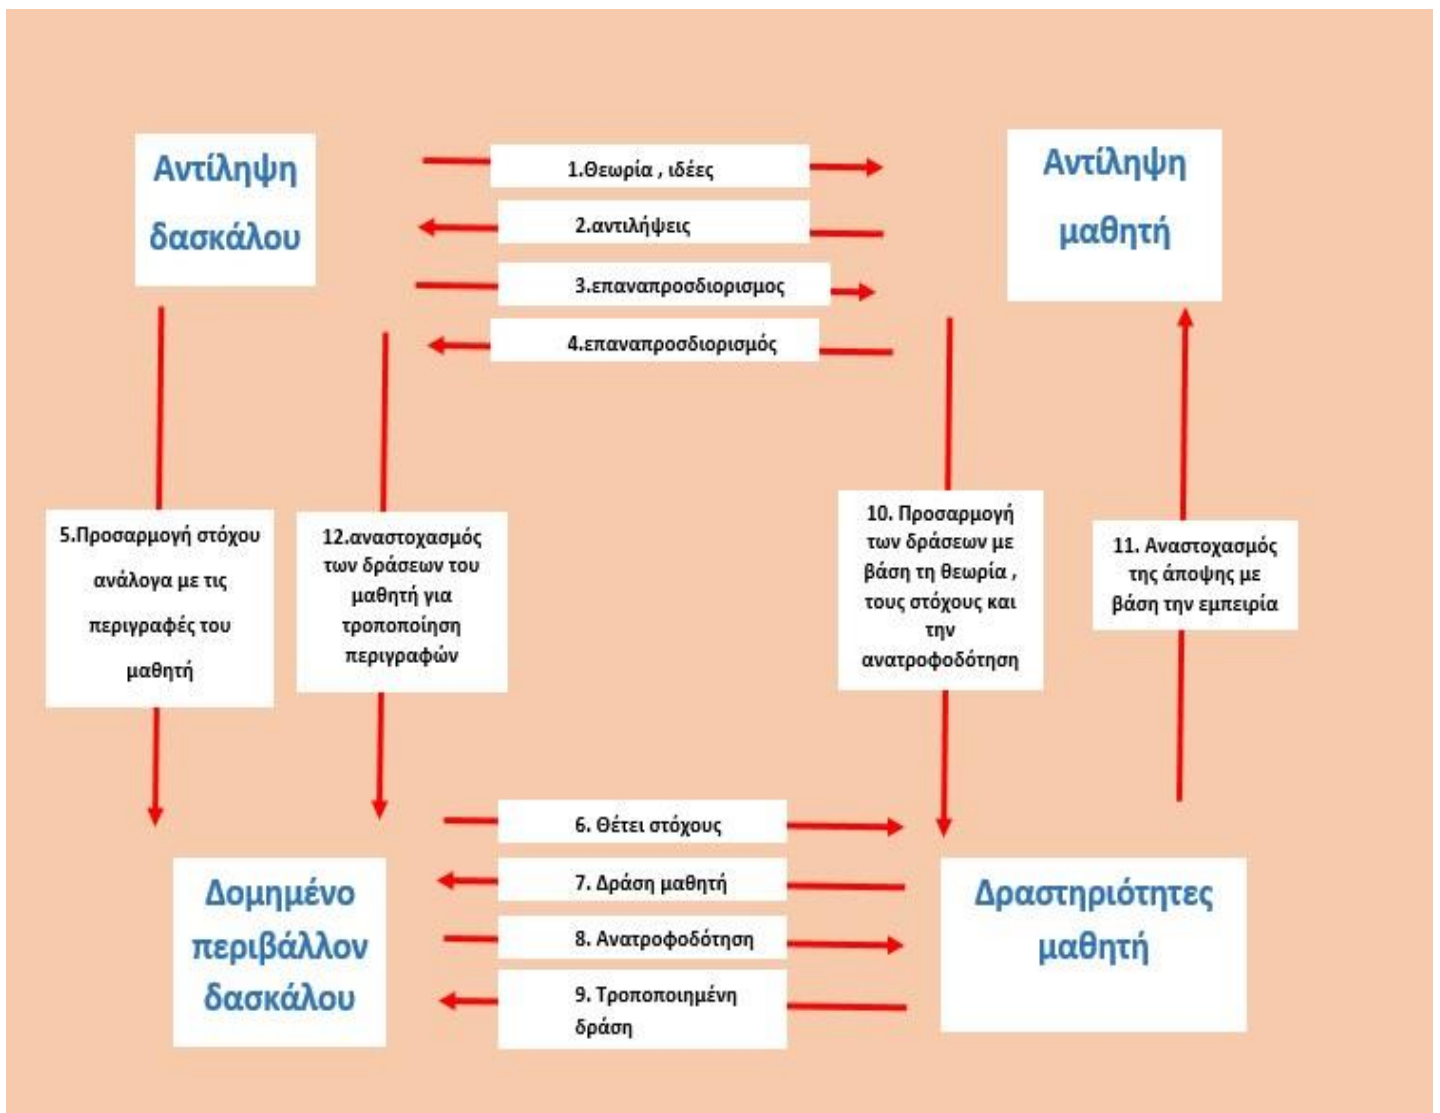 Αντίληψη
δασκάλου
1.Θεωρία , ιδέες
2.αντιλήψεις
3.επαναπροσδιορισμος
4.επαναπροσδιορισμός
Αντίληψη
μαθητή
5.Προσαρμογή στόχου
ανάλογα με τις
περιγραφές του
μαθητή
12.αναστοχασμός
των δράσεων του
μαθητή για
τροποποίηση
περιγραφών
10. Προσαρμογή
των δράσεων με
βάση τη θεωρία ,
τους στόχους και
την
ανατροφοδότηση
11. Αναστοχασμός
της άποψης με
βάση την εμπειρία
Δομημένο
περιβάλλον
δασκάλου
6. Θέτει στόχους
7. Δράση μαθητή
8. Ανατροφοδότηση
9. Τροποποιημένη
δράση
Δραστηριότητες
μαθητή